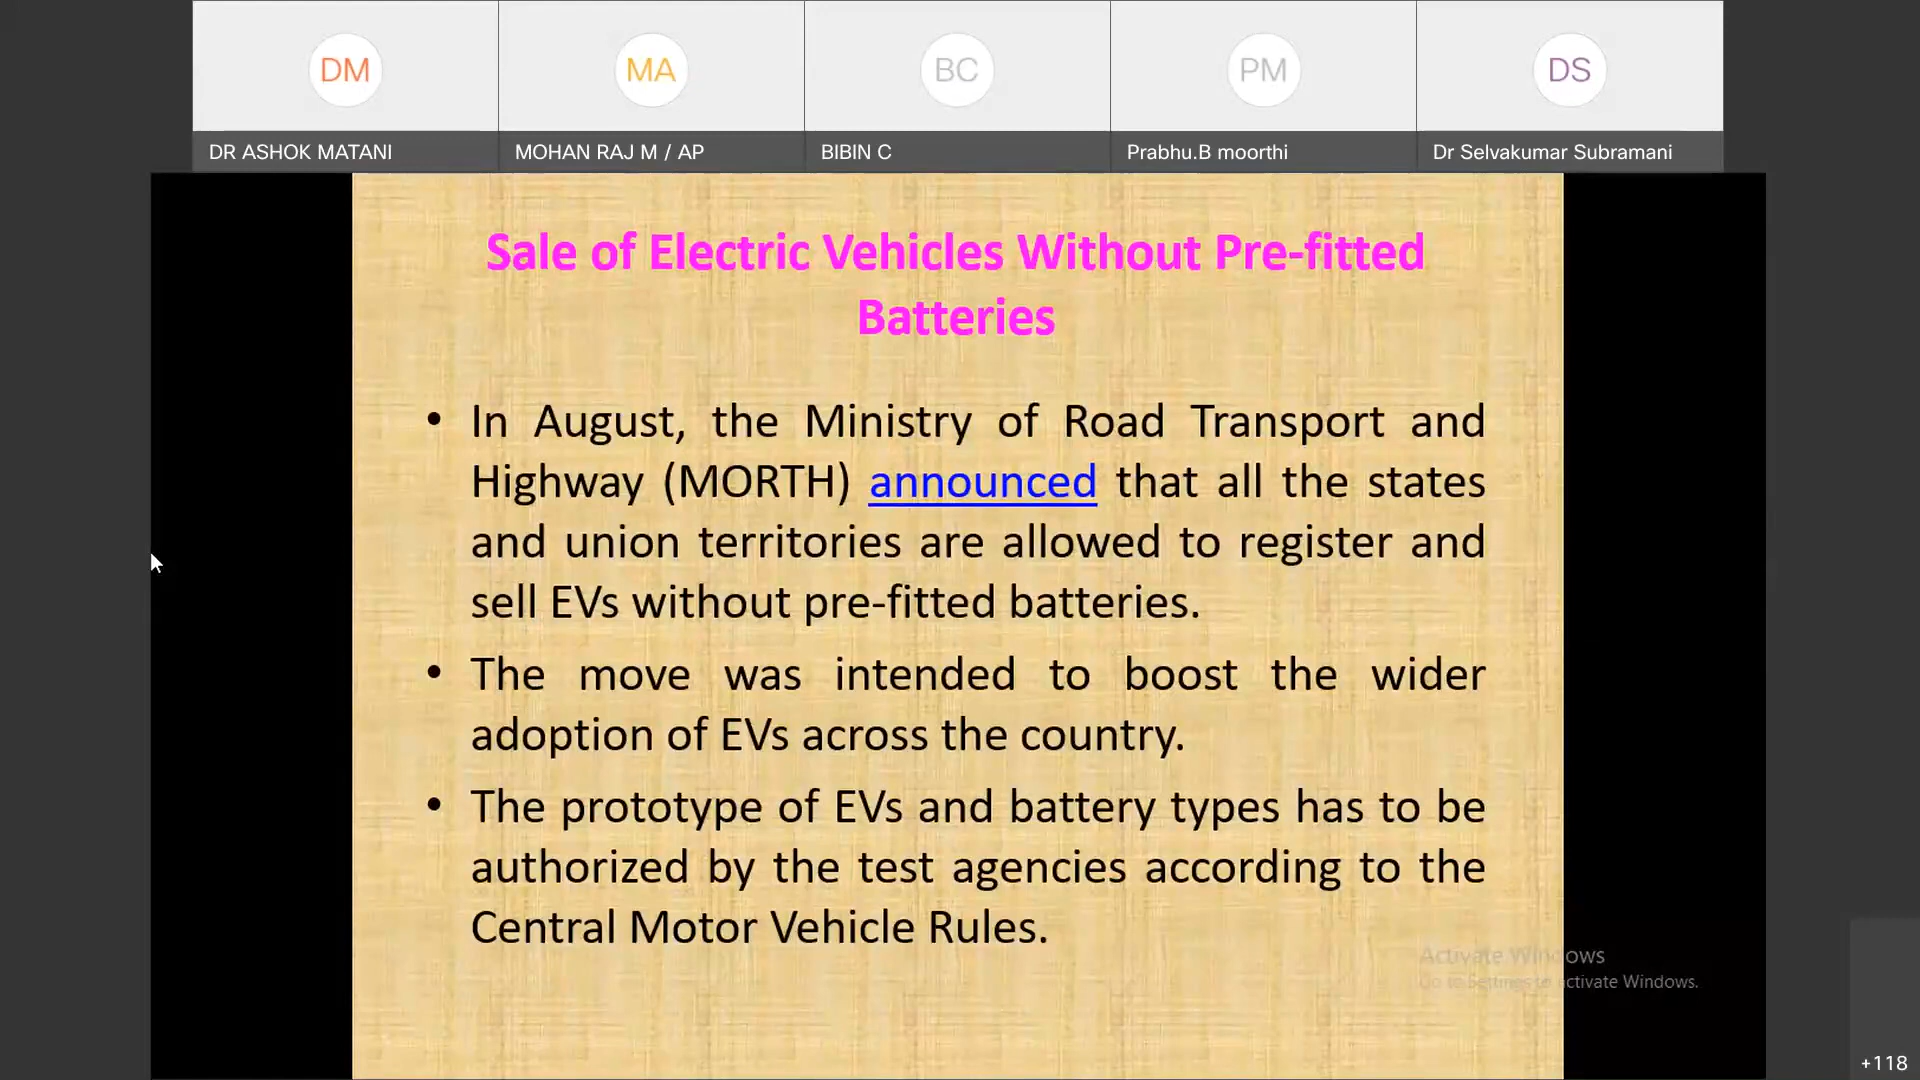 DM
MA
BC
PM
DS
DR ASHOK MATANI
MOHAN RAJ M / AP
BIBIN C
Prabhu.B moorthi
Dr Selvakumar Subramani
Sale of Electric Vehicles Without Pre-fitted
Batteries
• In August, the Ministry of Road Transport and
Highway (MORTH) announced that all the states
and union territories are allowed to register and
sell EVs without pre-fitted batteries.
• The move was intended to boost the wider
adoption of EVs across the country.
• The prototype of EVs and battery types has to be
authorized by the test agencies according to the
Central Motor Vehicle Rules.
Activate Windows
Go to Settings to activate Windows.
+118